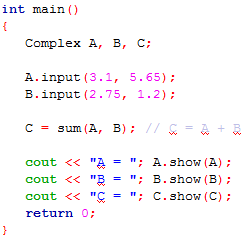 int main()
{
Complex A, B, C;
A.input(3.1, 5.65);
B.input(2.75, 1.2);
C = sum(A, B); // C = A + B
cout << "A = "; A.show(A);
cout << "B = "; B.show(B);
cout << "C = "; C.show(C);
return 0;
}